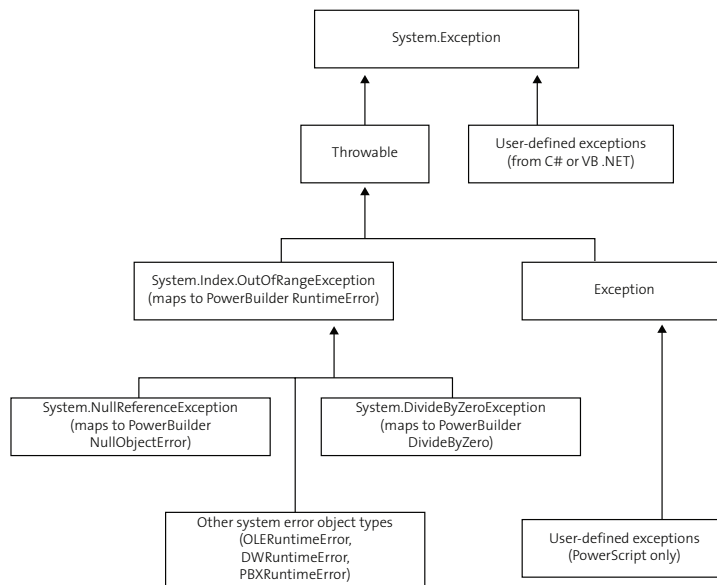 System.Exception
Throwable
User-defined exceptions
(from C# or VB .NET)
System.Index.OutOfRangeException
(maps to PowerBuilder RuntimeError)
Exception
System.NullReferenceException
(maps to PowerBuilder
NullObjectError)
System.DivideByZeroException
(maps to PowerBuilder
DivideByZero)
Other system error object types
(OLERuntimeError,
DWRuntimeError,
PBXRuntimeError)
User-defined exceptions
(PowerScript only)